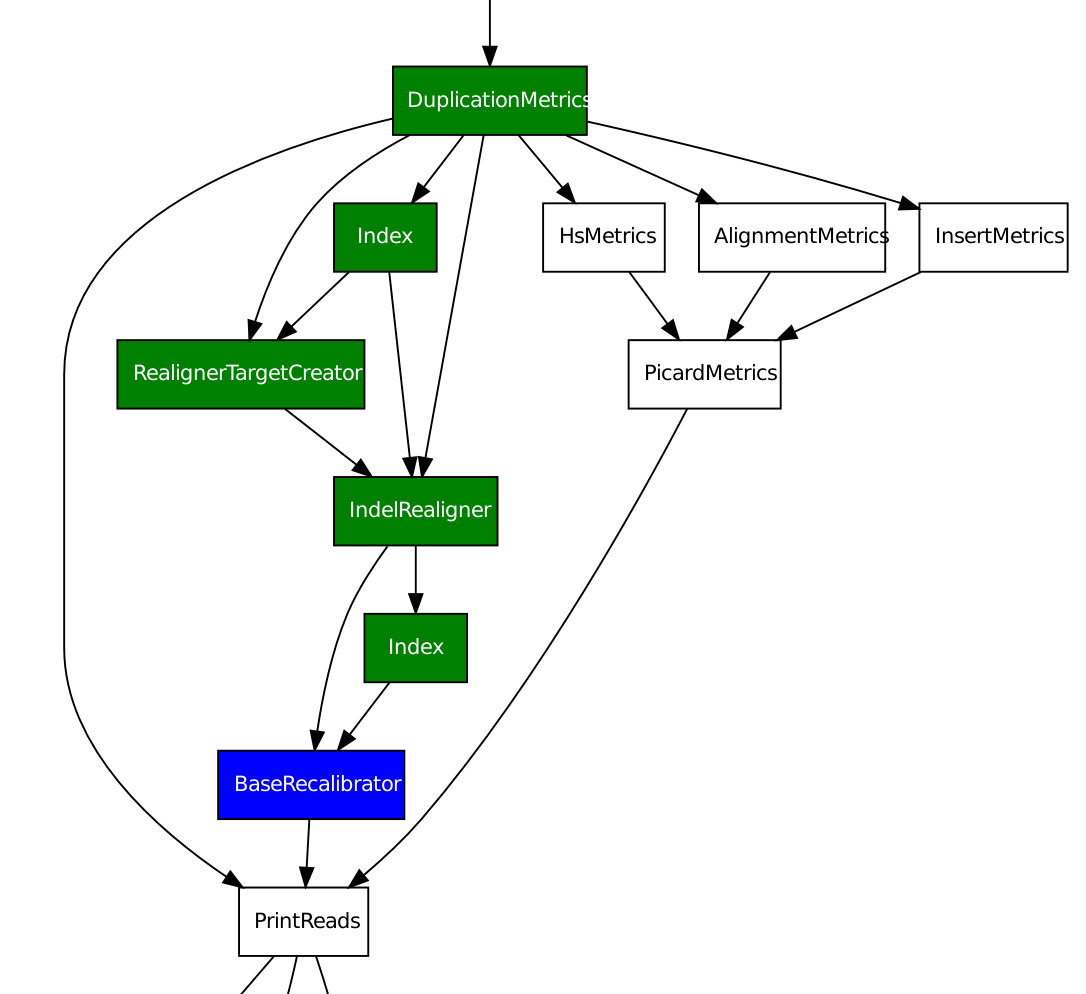 DuplicationMetrics
Index
HsMetrics
AlignmentMetrics
InsertMetrics
RealignerTargetCreator
PicardMetrics
IndelRealigner
Index
BaseRecalibrator
PrintReads